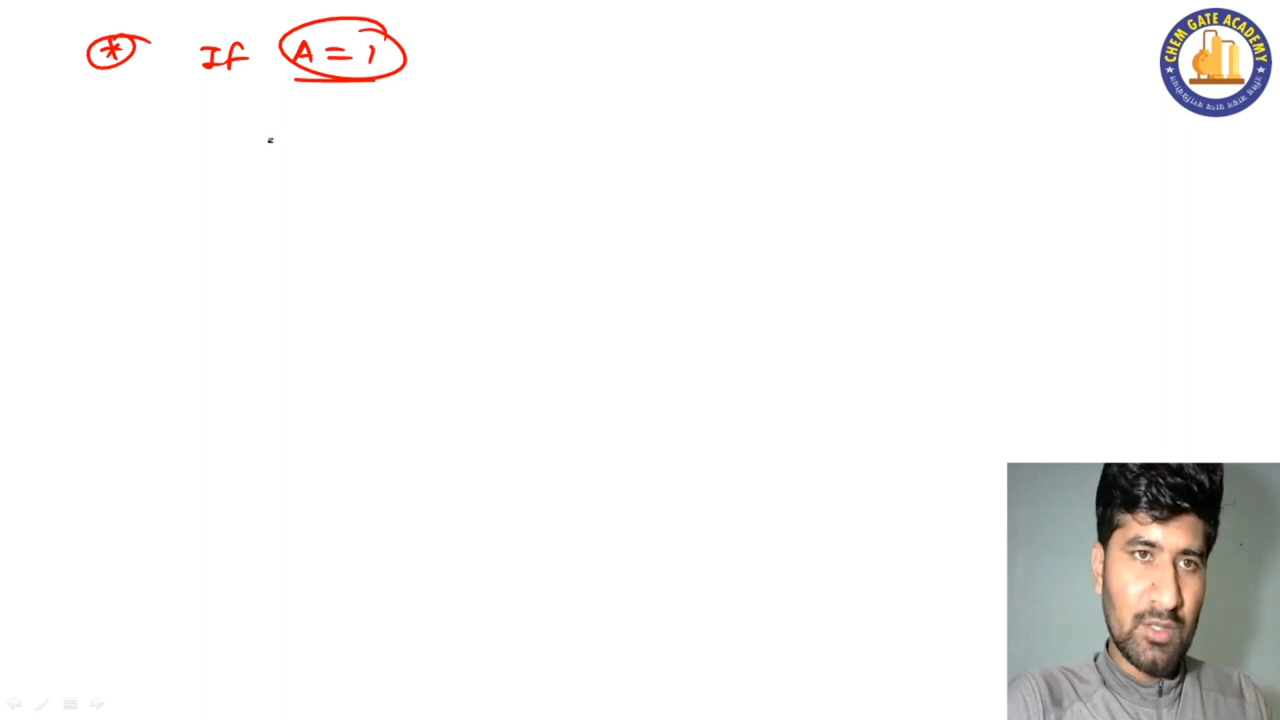 * If A = 1
CHEM GATE ACADEMY